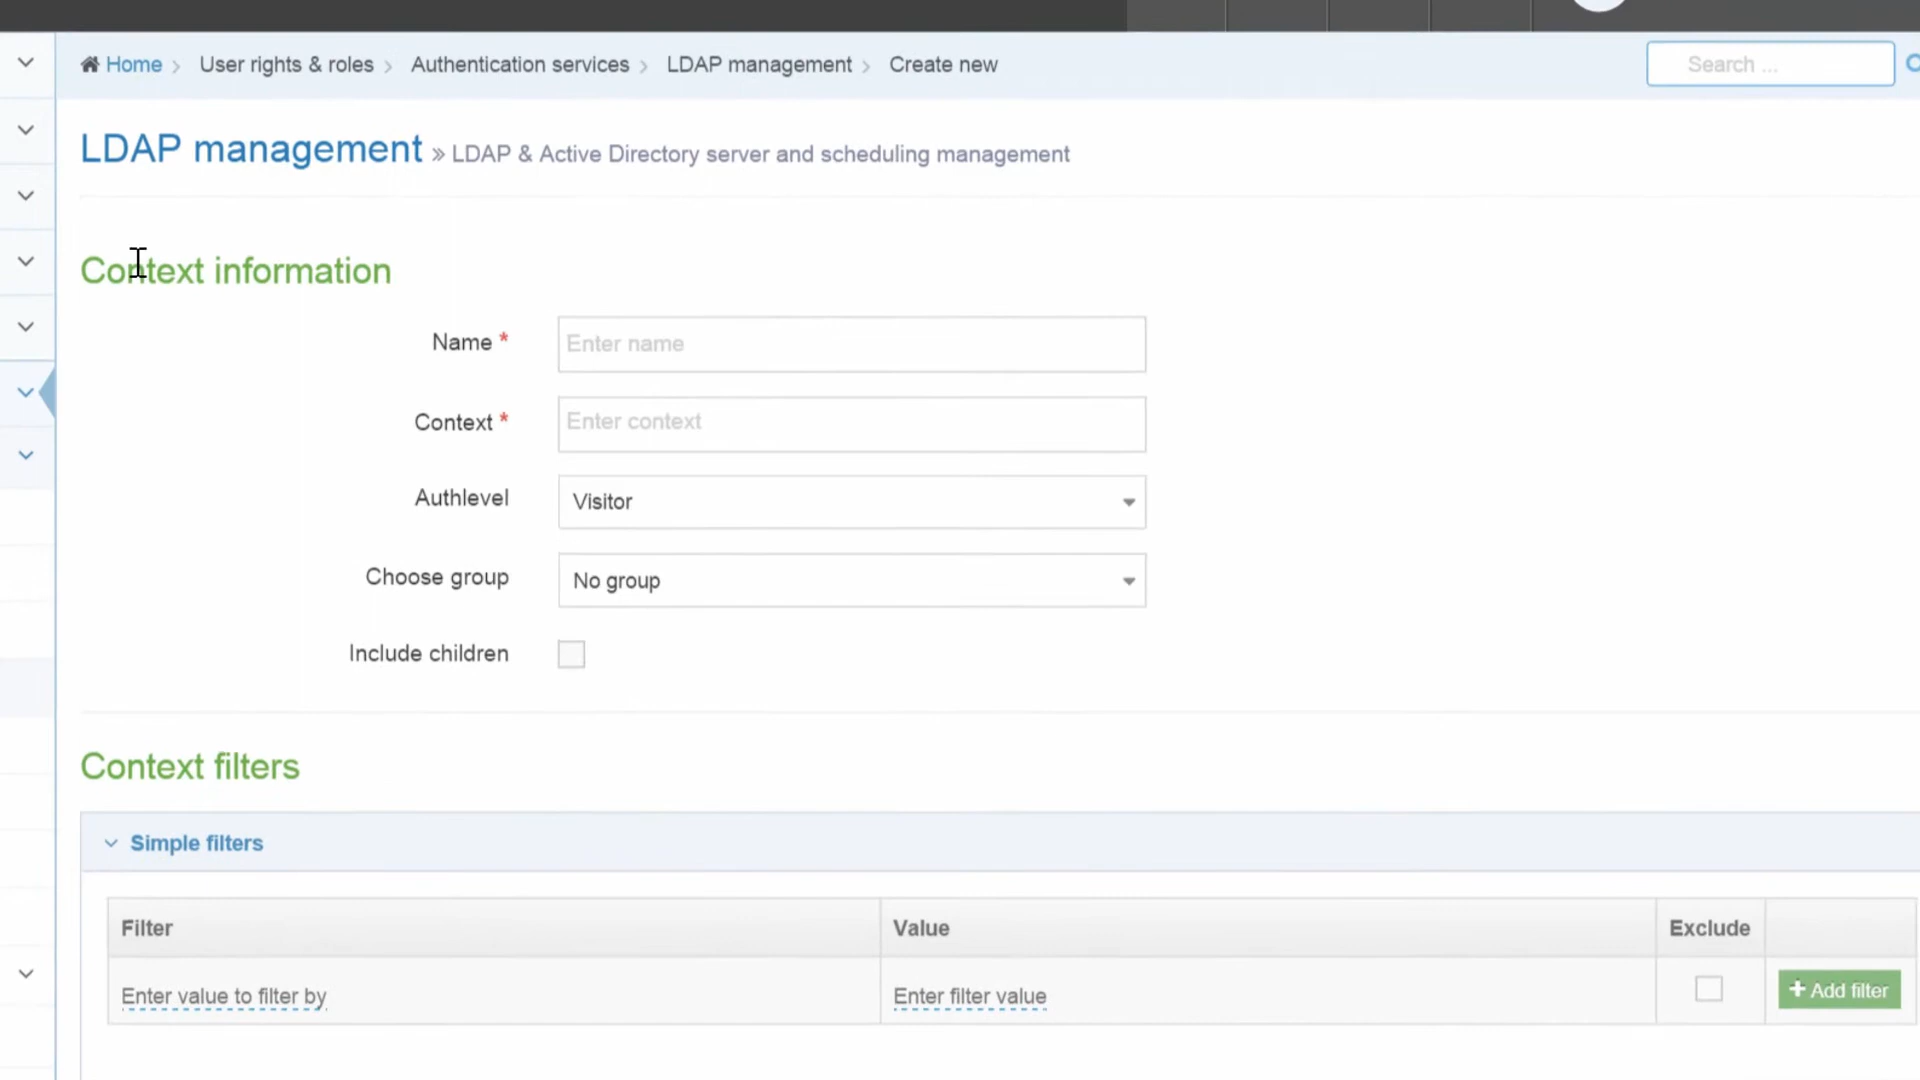 Home > User rights & roles > Authentication services > LDAP management > Create new
Search ...
LDAP management » LDAP & Active Directory server and scheduling management
Context information
Name * Enter name
Context * Enter context
Authlevel Visitor
Choose group No group
Include children
Context filters
Simple filters
Filter Value Exclude
Enter value to filter by Enter filter value + Add filter